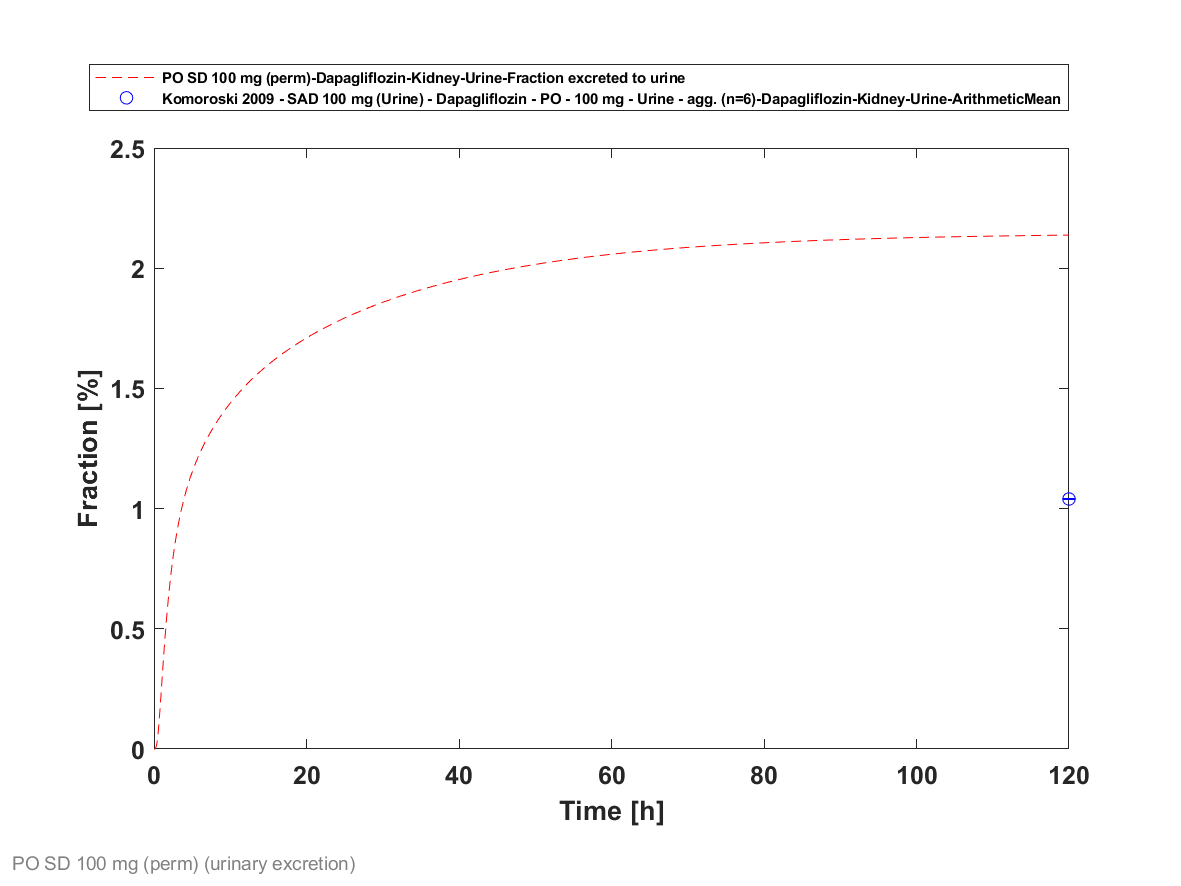 PO SD 100 mg (perm)-Dapagliflozin-Kidney-Urine-Fraction excreted to urine
Komoroski 2009 - SAD 100 mg (Urine) - Dapagliflozin - PO - 100 mg - Urine - agg. (n=6)-Dapagliflozin-Kidney-Urine-ArithmeticMean
2.5
2
1.5
1
0.5
0
Fraction [%]
0 20 40 60 80 100 120
Time [h]
PO SD 100 mg (perm) (urinary excretion)